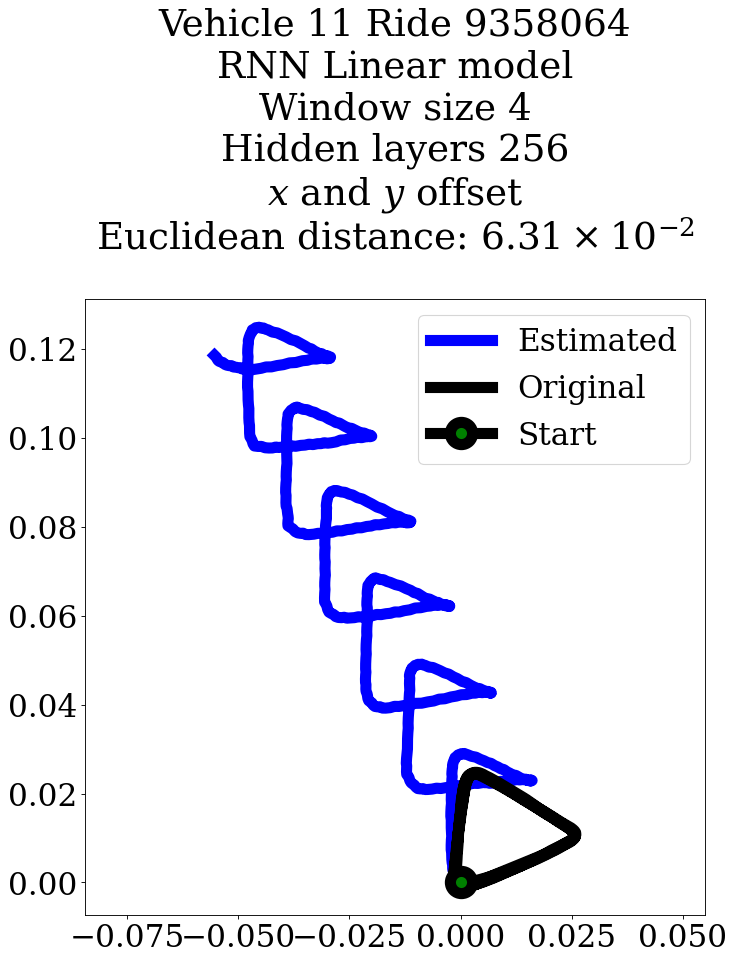 Vehicle 11 Ride 9358064
RNN Linear model
Window size 4
Hidden layers 256
x and y offset
Euclidean distance: 6.31 × 10⁻²
Estimated
Original
Start
0.12
0.10
0.08
0.06
0.04
0.02
0.00
−0.075 −0.050 −0.025 0.000 0.025 0.050